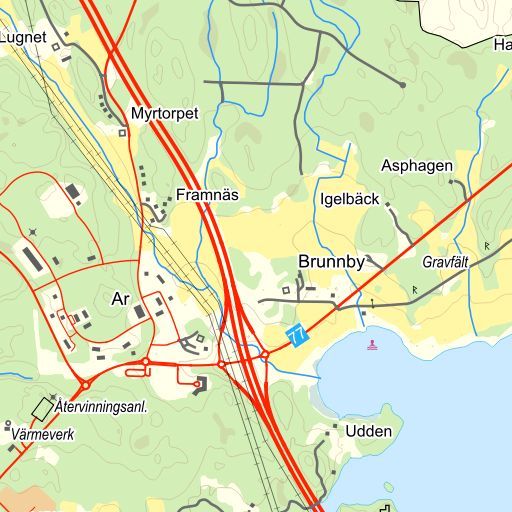 Lugnet
Ha
Myrtorpet
Asphagen
Framnäs
Igelbäck
Brunnby
Gravfält
R
R
Ar
77
Återvinningsanl.
Värmeverk
Udden